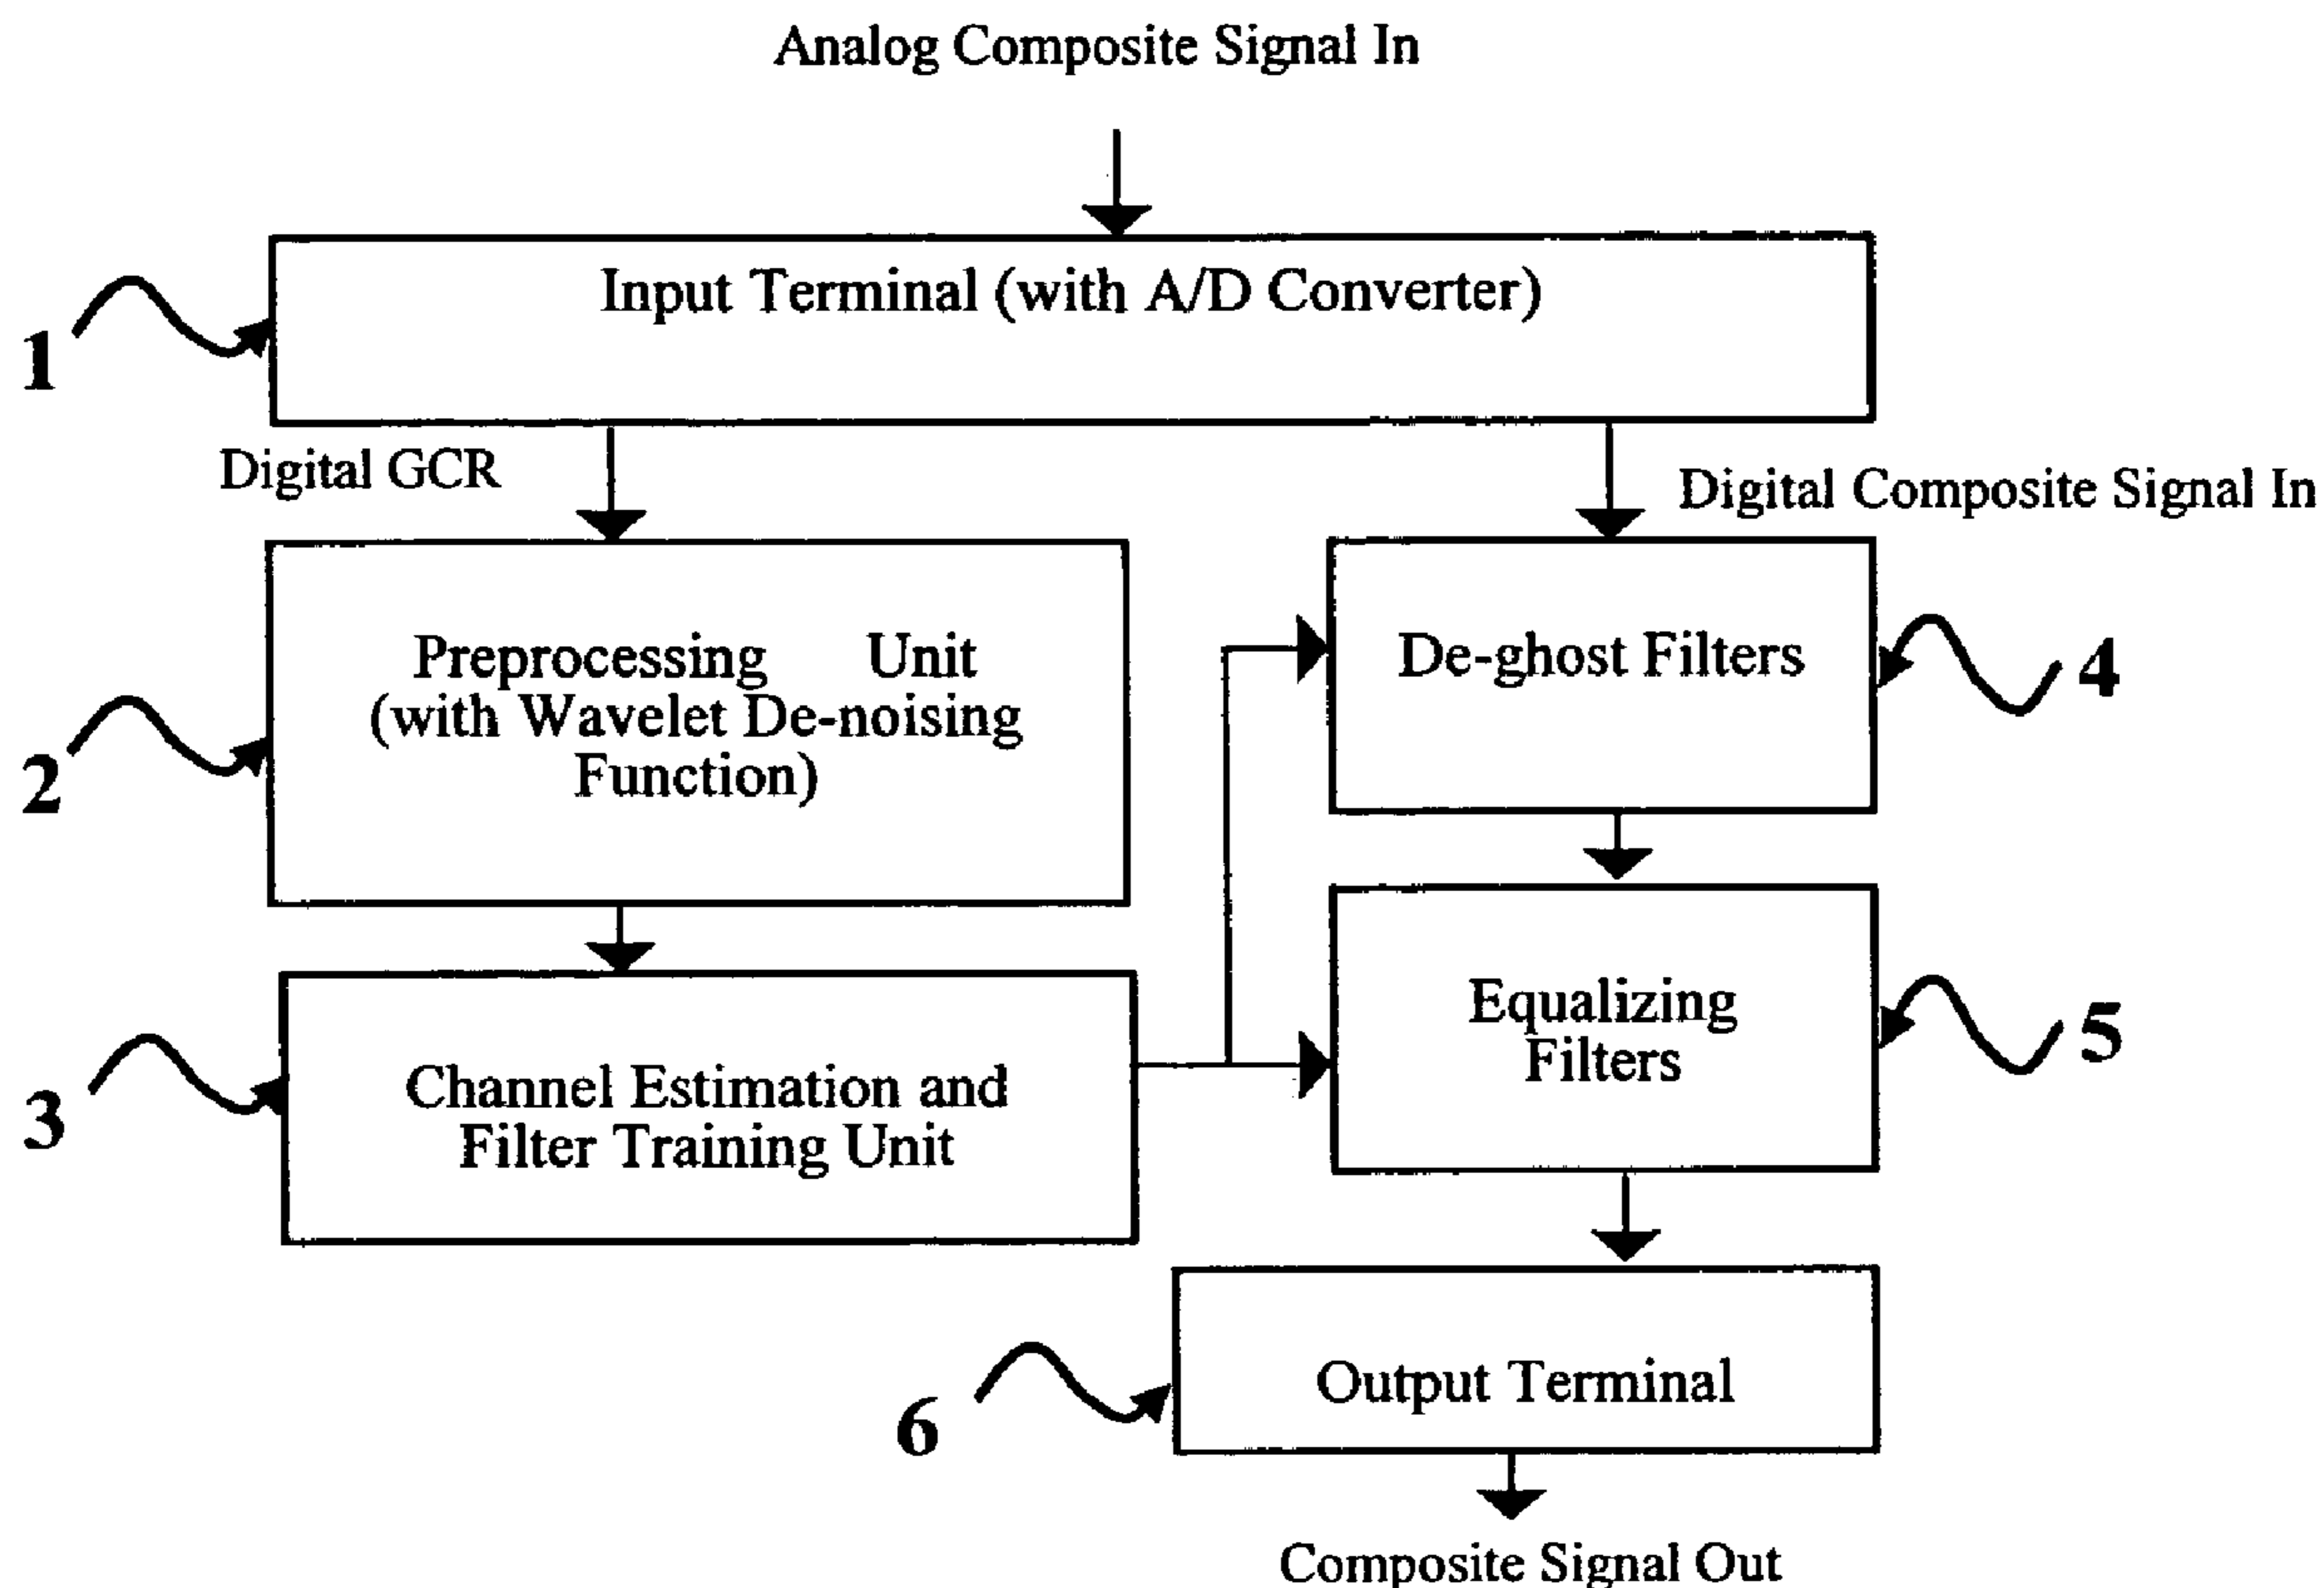 Analog Composite Signal In
Input Terminal (with A/D Converter)
1
Digital GCR
Digital Composite Signal In
Preprocessing Unit
(with Wavelet De-noising
Function)
2
De-ghost Filters
4
Equalizing
Filters
5
Channel Estimation and
Filter Training Unit
3
Output Terminal
6
Composite Signal Out